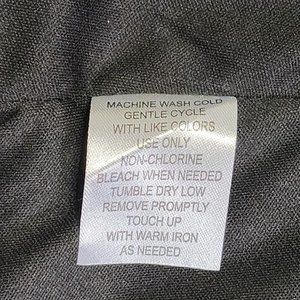 MACHINE WASH COLD
GENTLE CYCLE
WITH LIKE COLORS
USE ONLY
NON-CHLORINE
BLEACH WHEN NEEDED
TUMBLE DRY LOW
REMOVE PROMPTLY
TOUCH UP
WITH WARM IRON
AS NEEDED